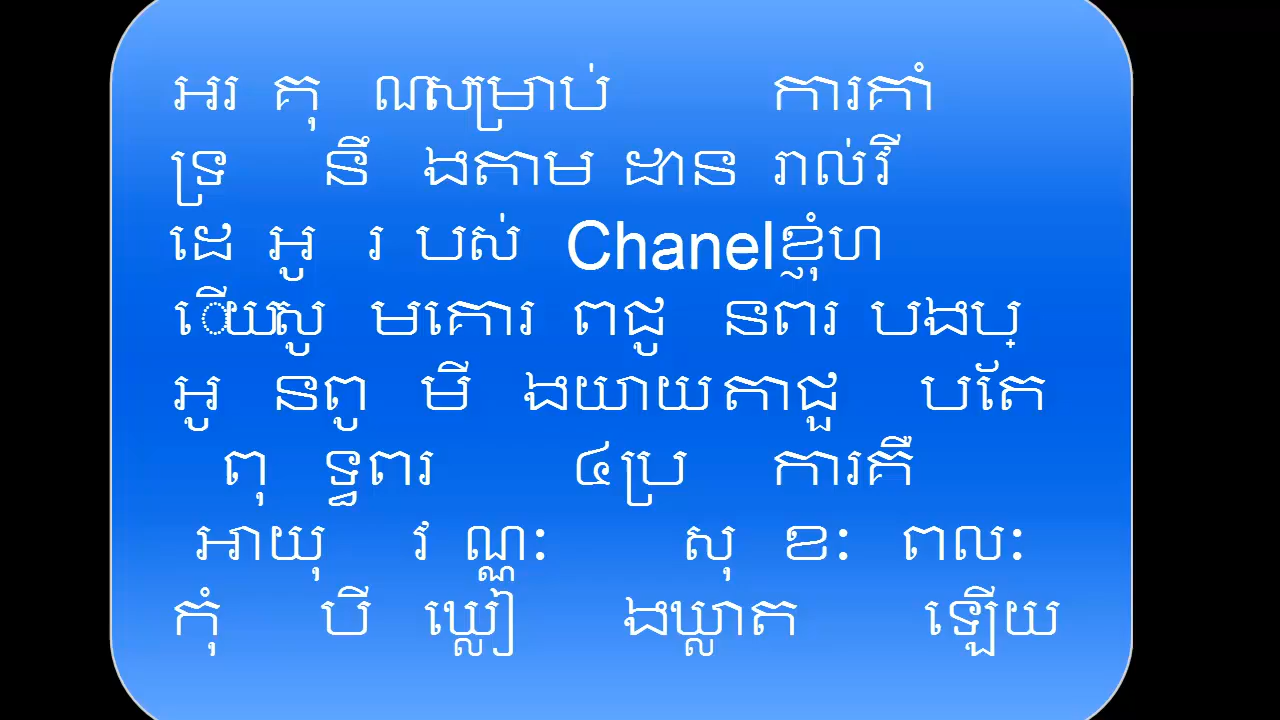 អរ គុ ណសម្រាប់ ការគាំ
ទ្រ នឹ ងតាម ដាន រាល់វី
ដេ អូ រ បស់ Chanelខ្ញុំហ
ើយសូ មគោរ ពជូ នពរ បងប្
អូ នពូ មី ងយាយតាជួ បតែ
ពុ ទ្ធពរ ៤ប្រ ការគឺ
អាយុ វ ណ្ណៈ សុ ខៈ ពលៈ
កុំ បី ឃ្លៀ ងឃ្លាត ឡើយ